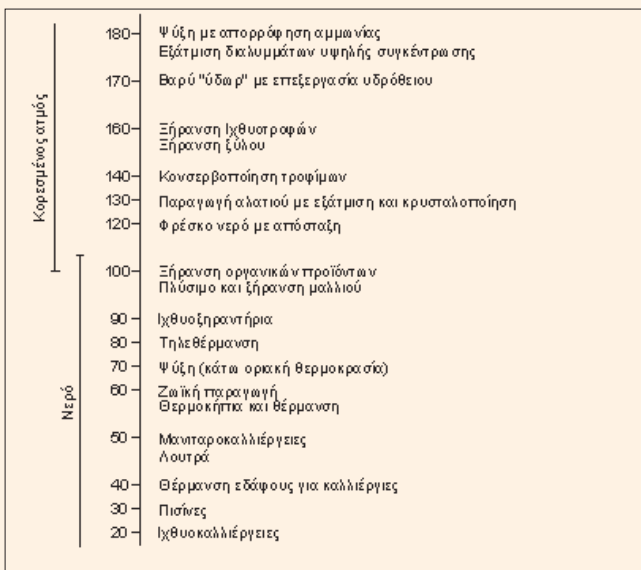 180 Ψύξη με απορρόφηση αμμωνίας
Εξάτμιση διαλυμμάτων υψηλής συγκέντρωσης
170 Βαρύ "ύδωρ" με επεξεργασία υδρόθειου
160 Ξήρανση Ιχθυοτροφών
Ξήρανση ξύλου
140 Κονσερβοποίηση τροφίμων
130 Παραγωγή αλατιού με εξάτμιση και κρυσταλοποίηση
120 Φρέσκο νερό με απόσταξη
100 Ξήρανση οργανικών προϊόντων
Πλύσιμο και ξήρανση μαλλιού
90 Ιχθυοξηραντήρια
80 Τηλεθέρμανση
70 Ψύξη (κάτω οριακή θερμοκρασία)
60 Ζωϊκή παραγωγή
Θερμοκήπια και θέρμανση
50 Μανιταροκαλλιέργειες
Λουτρά
40 Θέρμανση εδάφους για καλλιέργιες
30 Πισίνες
20 Ιχθυοκαλλιέργειες
Κορεσμένος ατμός
Νερό